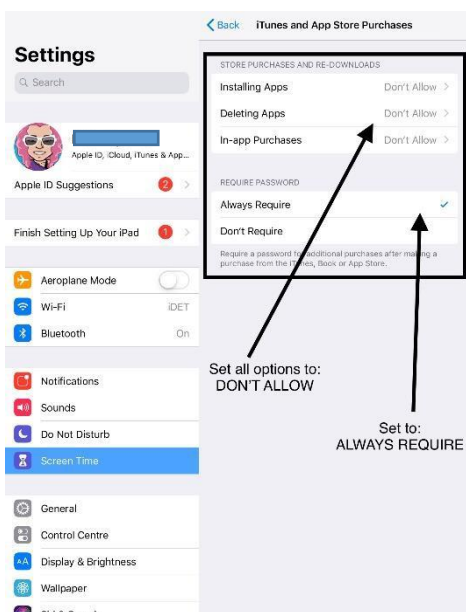 Back
iTunes and App Store Purchases
Settings
Search
Apple ID, iCloud, iTunes & App...
Apple ID Suggestions 2
Finish Setting Up Your iPad 1
Aeroplane Mode
Wi-Fi iDET
Bluetooth On
Notifications
Sounds
Do Not Disturb
Screen Time
General
Control Centre
AA Display & Brightness
Wallpaper
STORE PURCHASES AND RE-DOWNLOADS
Installing Apps Don't Allow
Deleting Apps Don't Allow
In-app Purchases Don't Allow
REQUIRE PASSWORD
Always Require
Don't Require
Require a password for additional purchases after making a
purchase from the iTunes, Book or App Store.
Set all options to:
DON'T ALLOW
Set to:
ALWAYS REQUIRE